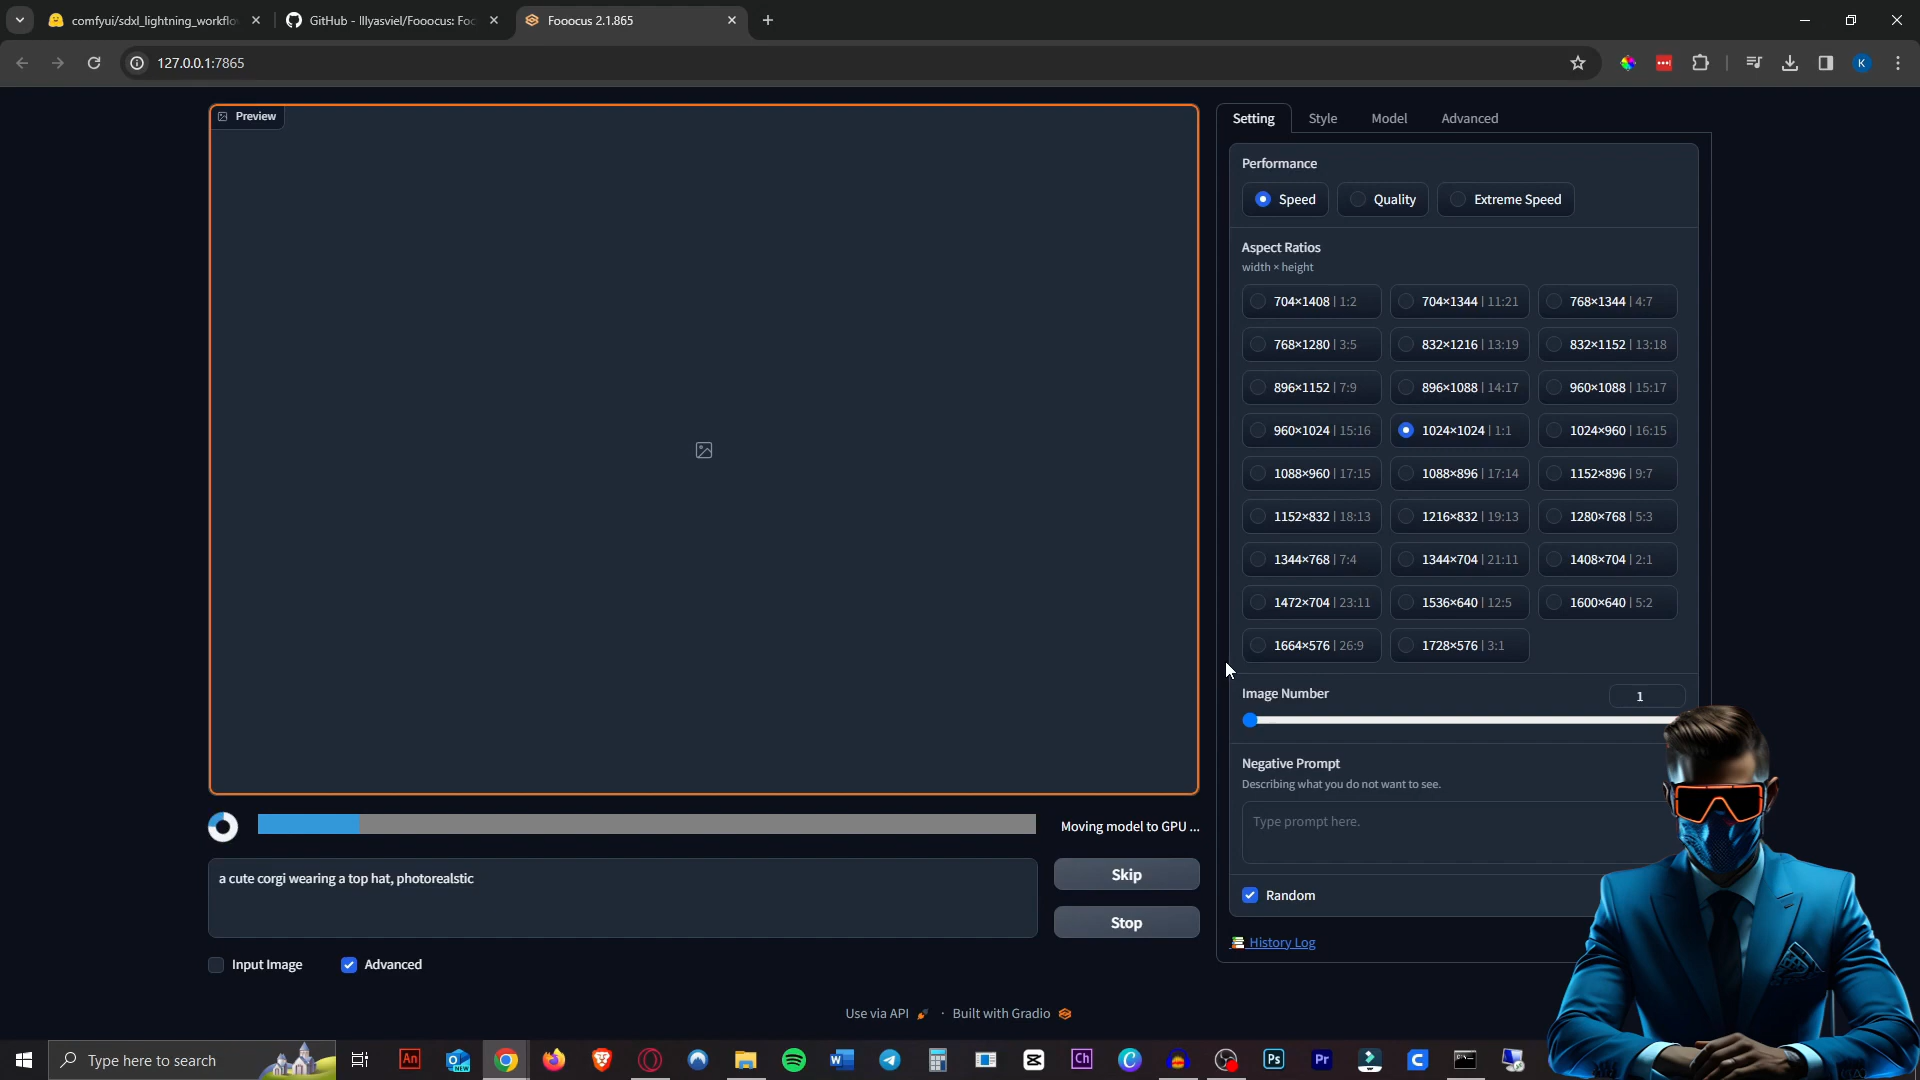 comfyui/sdxl_lightning_workflo
GitHub - lllyasviel/Fooocus: Foc
Fooocus 2.1.865
127.0.0.1:7865
K
Preview
Setting
Style
Model
Advanced
Performance
Speed
Quality
Extreme Speed
Aspect Ratios
width × height
704×1408 | 1:2
704×1344 | 11:21
768×1344 | 4:7
768×1280 | 3:5
832×1216 | 13:19
832×1152 | 13:18
896×1152 | 7:9
896×1088 | 14:17
960×1088 | 15:17
960×1024 | 15:16
1024×1024 | 1:1
1024×960 | 16:15
1088×960 | 17:15
1088×896 | 17:14
1152×896 | 9:7
1152×832 | 18:13
1216×832 | 19:13
1280×768 | 5:3
1344×768 | 7:4
1344×704 | 21:11
1408×704 | 2:1
1472×704 | 23:11
1536×640 | 12:5
1600×640 | 5:2
1664×576 | 26:9
1728×576 | 3:1
Image Number
1
Negative Prompt
Describing what you do not want to see.
Type prompt here.
Random
History Log
Moving model to GPU ...
a cute corgi wearing a top hat, photorealstic
Skip
Stop
Input Image
Advanced
Use via API
·
Built with Gradio
Type here to search
An
NEW
W
Ch
Ps
Pr